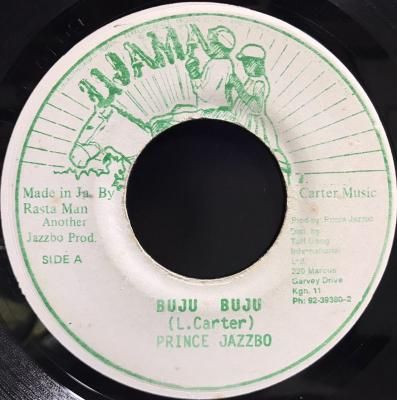 UJAMA
Made in Ja. By
Rasta Man
Another
Jazzbo Prod.
SIDE A
Carter Music
Prod by: Prince Jazzbo
Dist. by
Tuff Gong
International
Ltd.
220 Marcus
Garvey Drive
Kgn. 11
Ph: 92-39380-2
BUJU BUJU
(L.Carter)
PRINCE JAZZBO